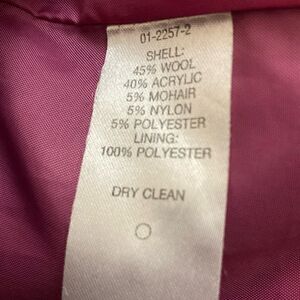 01-2257-2
SHELL:
45% WOOL
40% ACRYLIC
5% MOHAIR
5% NYLON
5% POLYESTER
LINING:
100% POLYESTER
DRY CLEAN